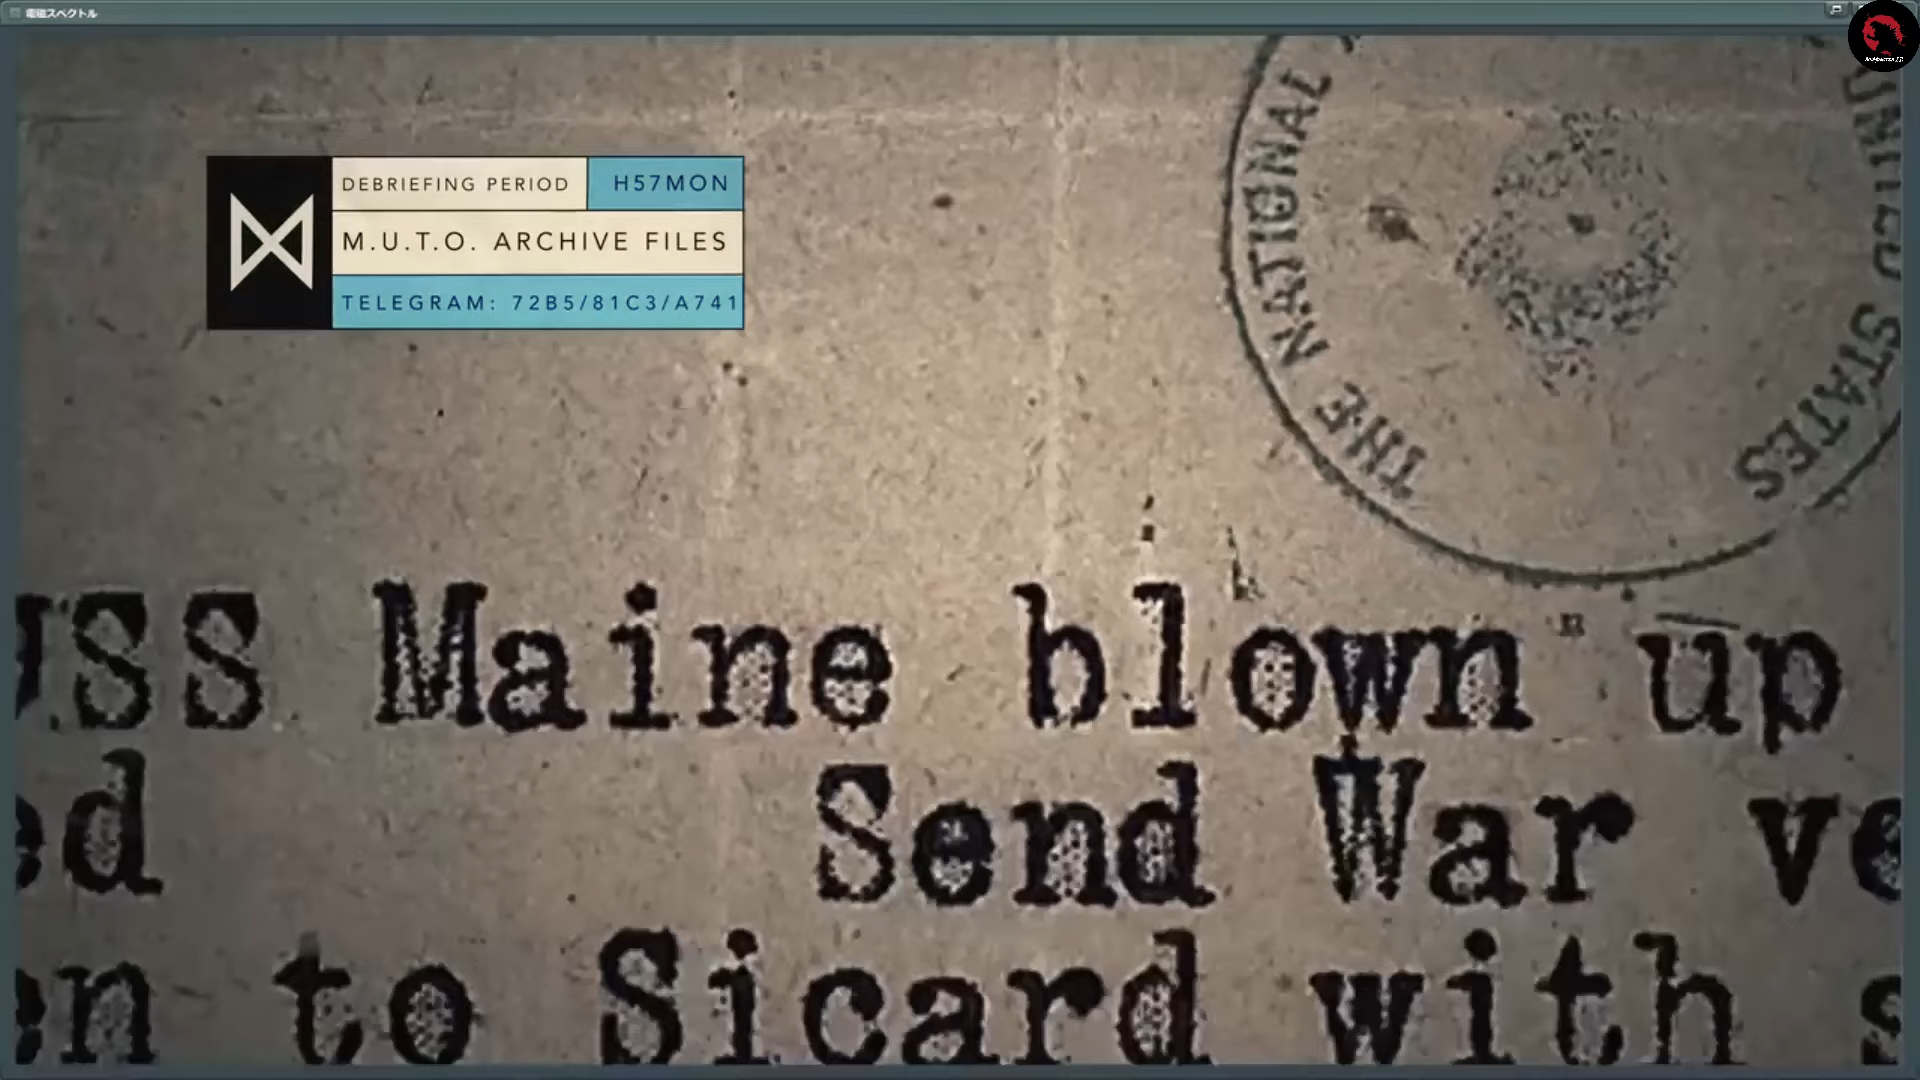 電磁スペクトル
DEBRIEFING PERIOD H57MON
M.U.T.O. ARCHIVE FILES
TELEGRAM: 72B5/81C3/A741
THE NATIONAL
UNITED STATES
USS Maine blown up
Send War
to Sicard with